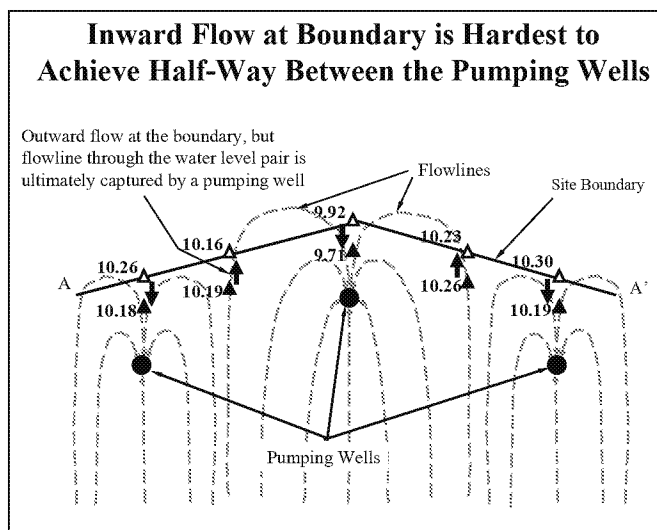 Inward Flow at Boundary is Hardest to
Achieve Half-Way Between the Pumping Wells
Outward flow at the boundary, but
flowline through the water level pair is
ultimately captured by a pumping well
Flowlines
Site Boundary
9.92
10.16
10.23
9.71
10.26
10.30
A
A'
10.18
10.19
10.26
10.19
Pumping Wells